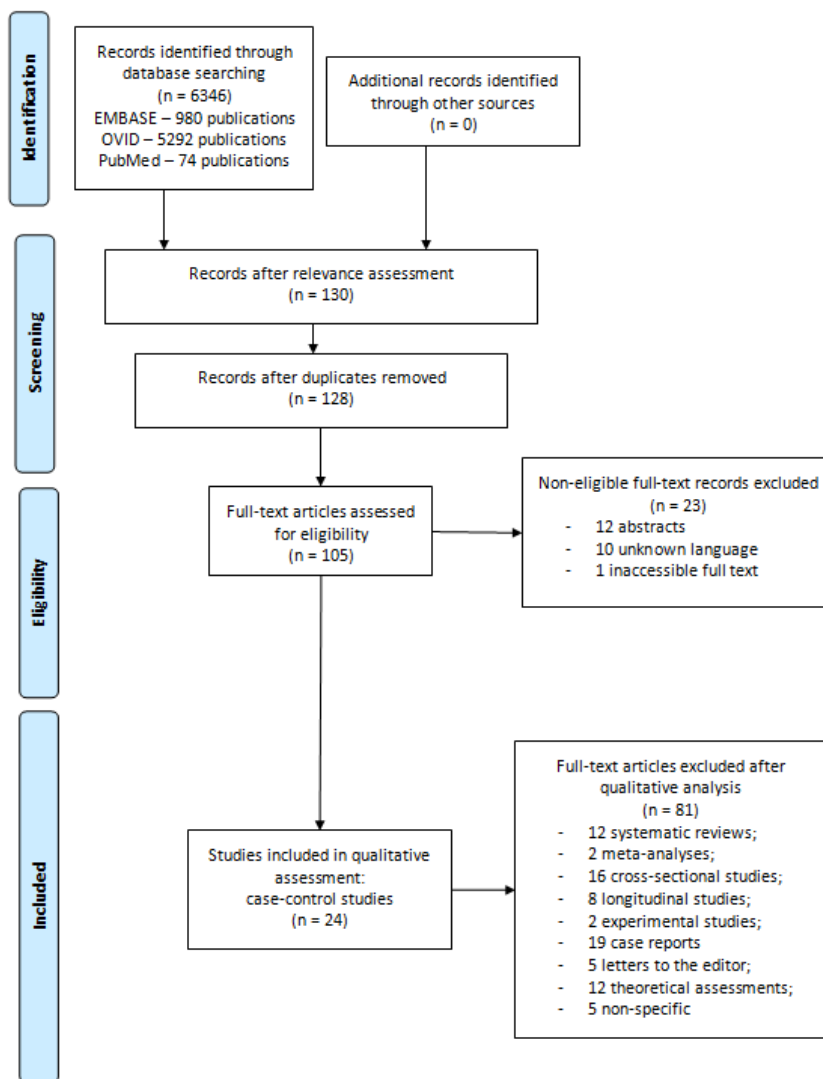 Identification
Records identified through
database searching
(n = 6346)
EMBASE – 980 publications
OVID – 5292 publications
PubMed – 74 publications
Additional records identified
through other sources
(n = 0)
Screening
Records after relevance assessment
(n = 130)
Records after duplicates removed
(n = 128)
Eligibility
Full-text articles assessed
for eligibility
(n = 105)
Non-eligible full-text records excluded
(n = 23)
- 12 abstracts
- 10 unknown language
- 1 inaccessible full text
Included
Studies included in qualitative
assessment:
case-control studies
(n = 24)
Full-text articles excluded after
qualitative analysis
(n = 81)
- 12 systematic reviews;
- 2 meta-analyses;
- 16 cross-sectional studies;
- 8 longitudinal studies;
- 2 experimental studies;
- 19 case reports
- 5 letters to the editor;
- 12 theoretical assessments;
- 5 non-specific